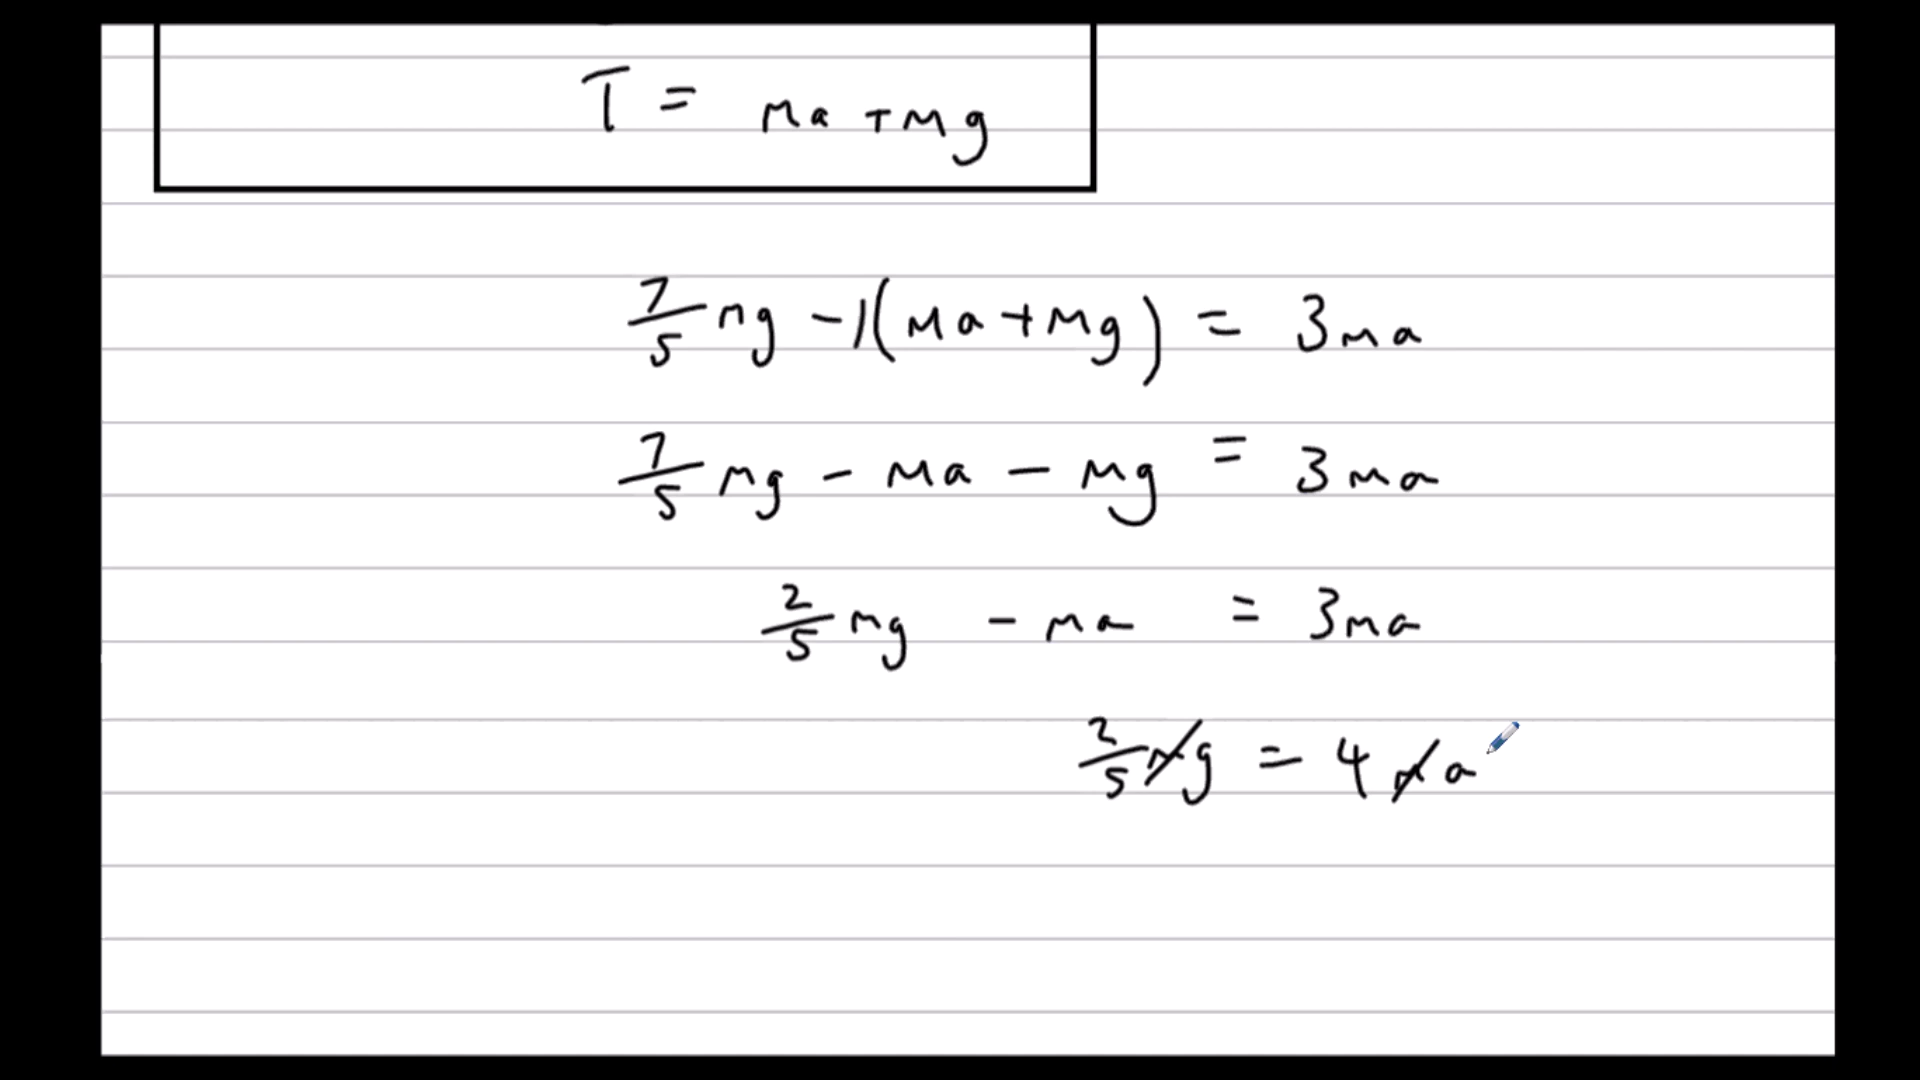 T = ma + mg
7/5 mg - 1(ma + mg) = 3ma
7/5 mg - ma - mg = 3ma
2/5 mg - ma = 3ma
2/5 mg = 4ma